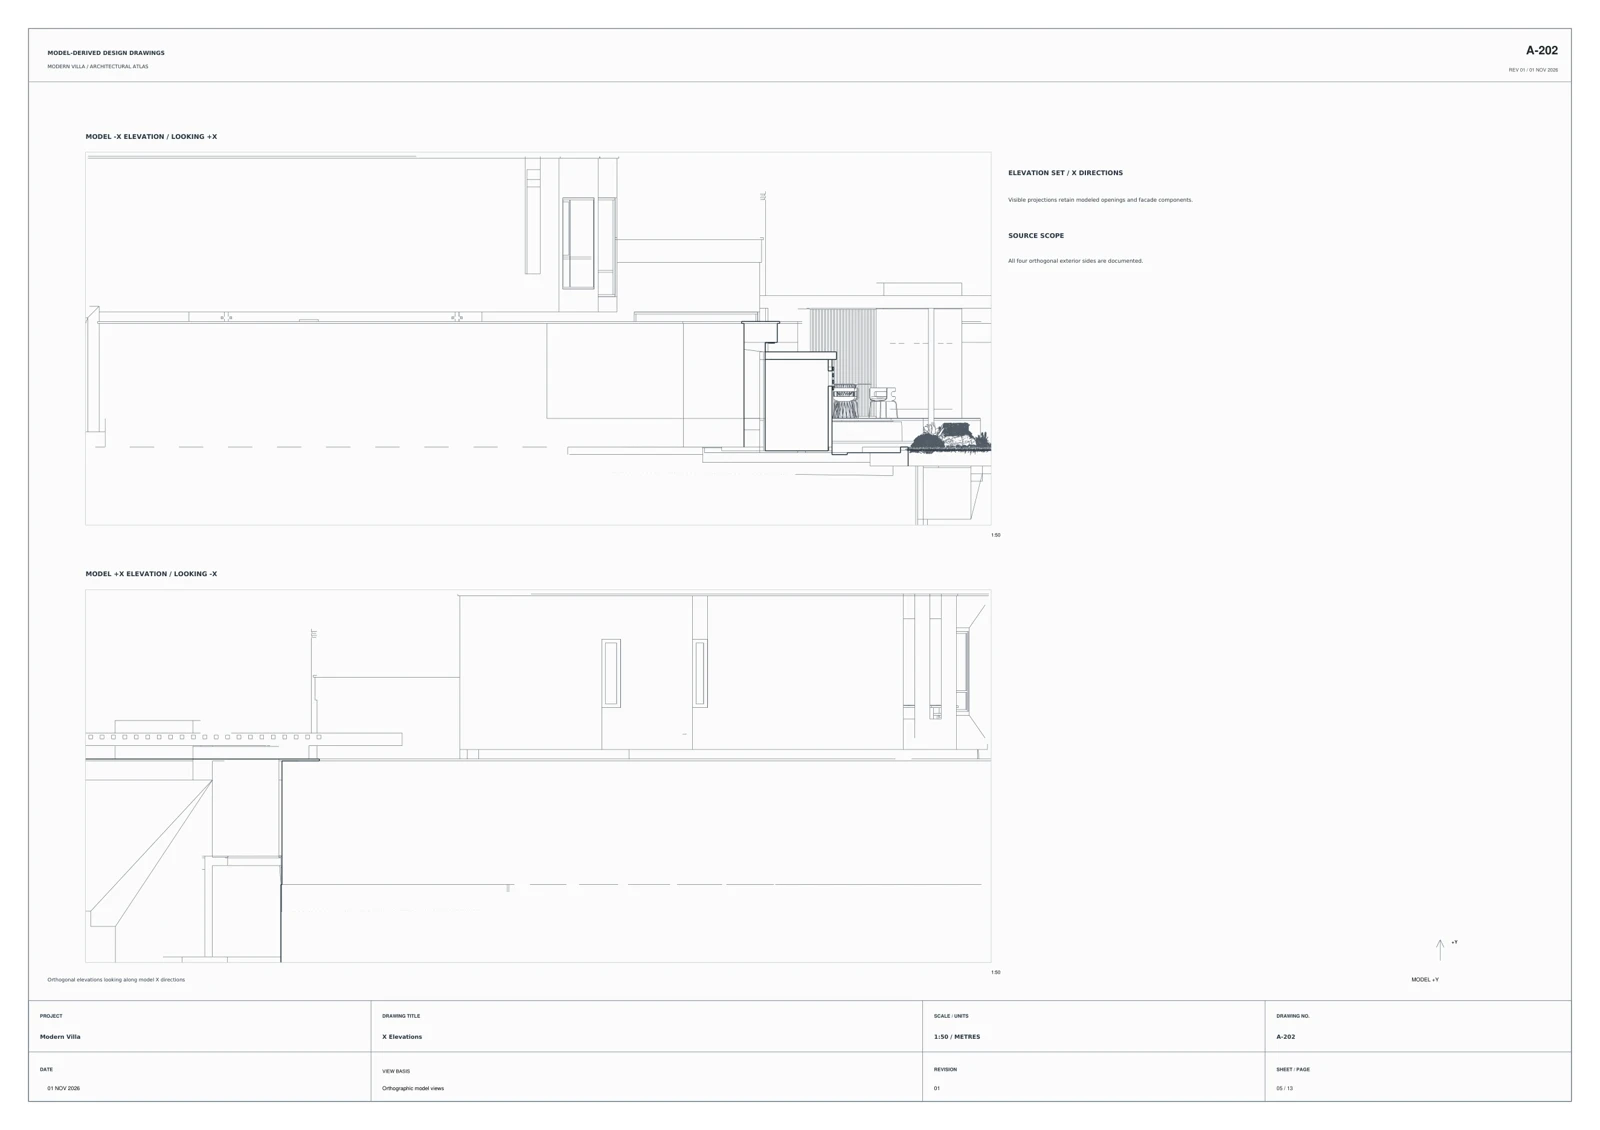 MODEL-DERIVED DESIGN DRAWINGS
MODERN VILLA / ARCHITECTURAL ATLAS
A-202
REV 01 / 01 NOV 2026
MODEL -X ELEVATION / LOOKING +X
ELEVATION SET / X DIRECTIONS
Visible projections retain modeled openings and facade components.
SOURCE SCOPE
All four orthogonal exterior sides are documented.
1:50
MODEL +X ELEVATION / LOOKING -X
+Y
MODEL +Y
1:50
Orthogonal elevations looking along model X directions
PROJECT
Modern Villa
DRAWING TITLE
X Elevations
SCALE / UNITS
1:50 / METRES
DRAWING NO.
A-202
DATE
01 NOV 2026
VIEW BASIS
Orthographic model views
REVISION
01
SHEET / PAGE
05 / 13